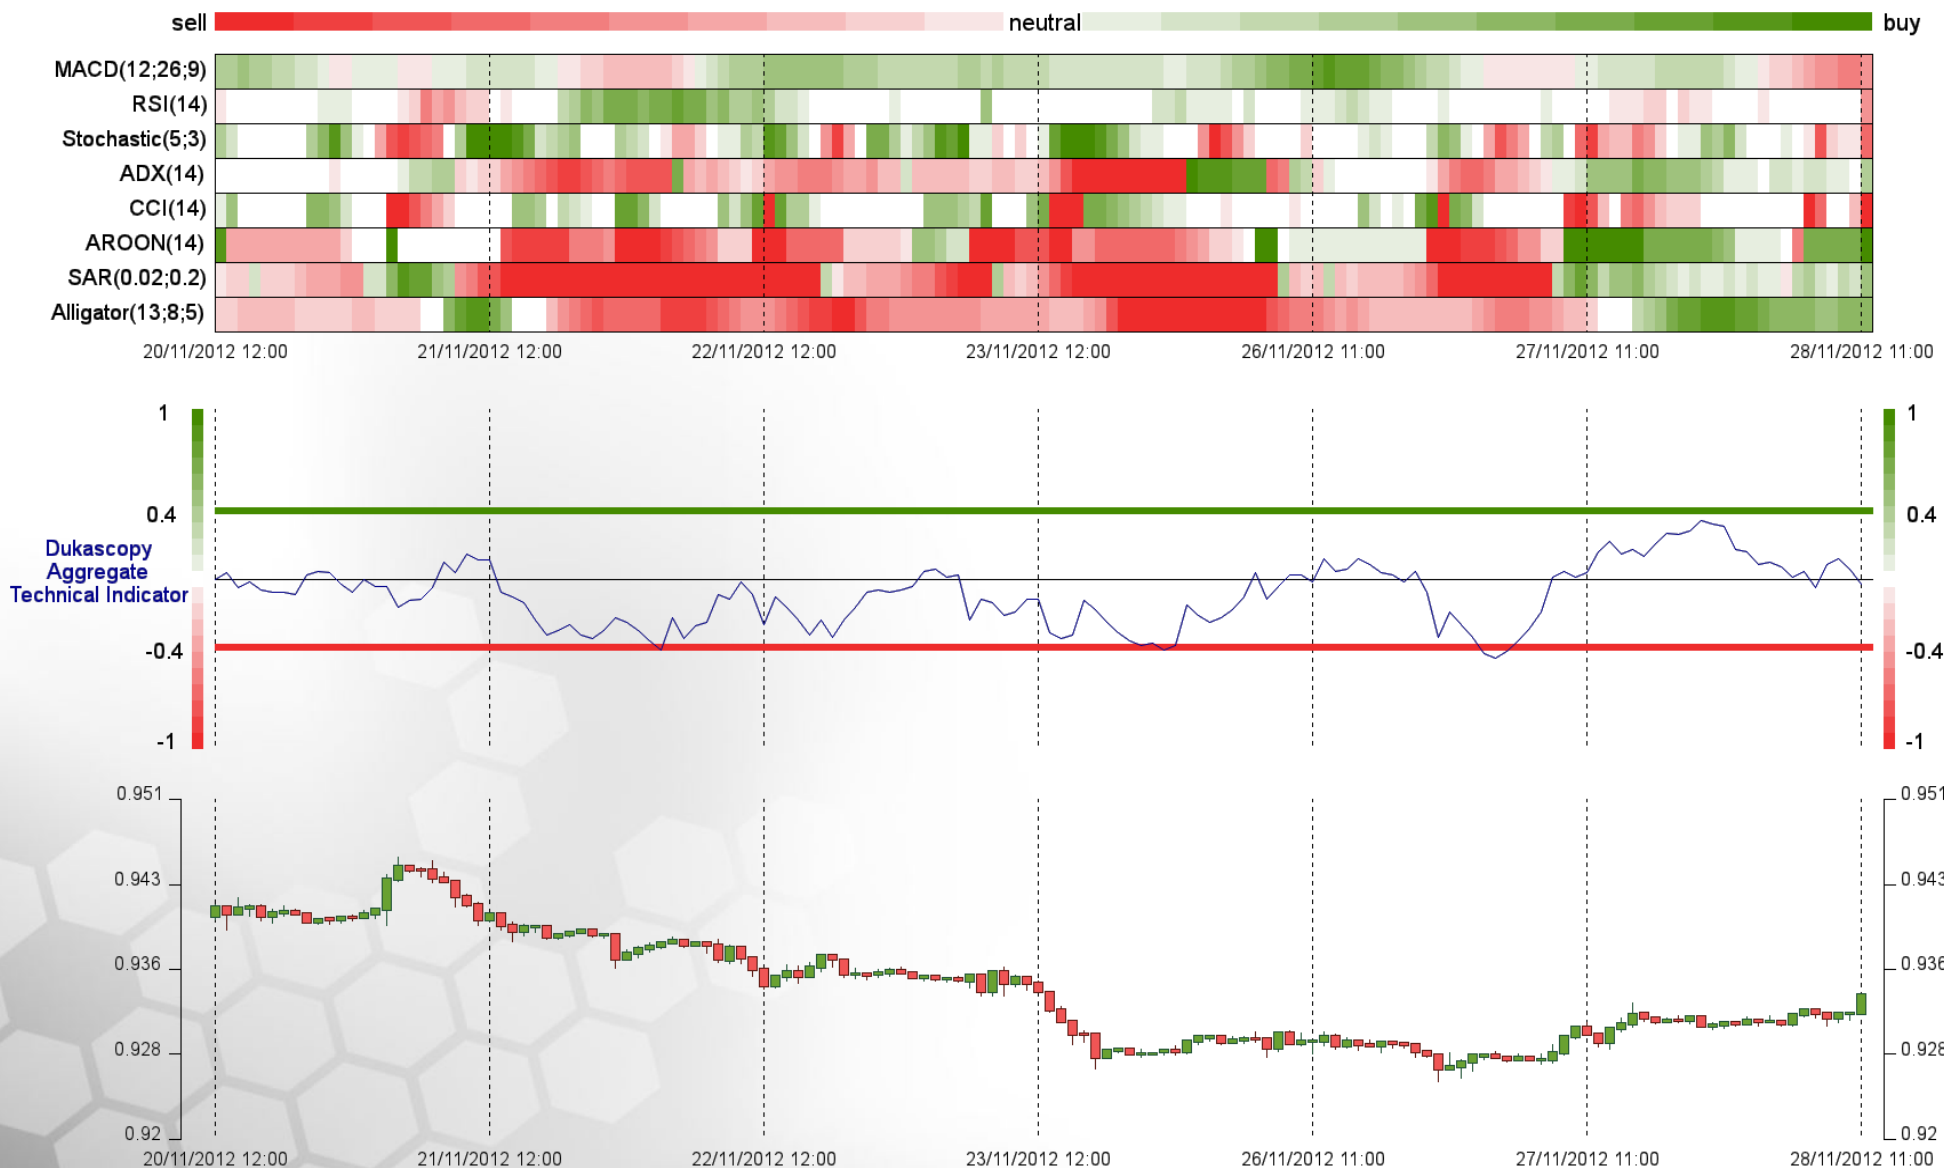 sell neutral buy
MACD(12;26;9)
RSI(14)
Stochastic(5;3)
ADX(14)
CCI(14)
AROON(14)
SAR(0.02;0.2)
Alligator(13;8;5)
20/11/2012 12:00 21/11/2012 12:00 22/11/2012 12:00 23/11/2012 12:00 26/11/2012 11:00 27/11/2012 11:00 28/11/2012 11:00
1 1
0.4 0.4
Dukascopy
Aggregate
Technical Indicator
-0.4 -0.4
-1 -1
0.951 0.951
0.943 0.943
0.936 0.936
0.928 0.928
0.92 0.92
20/11/2012 12:00 21/11/2012 12:00 22/11/2012 12:00 23/11/2012 12:00 26/11/2012 11:00 27/11/2012 11:00 28/11/2012 11:00